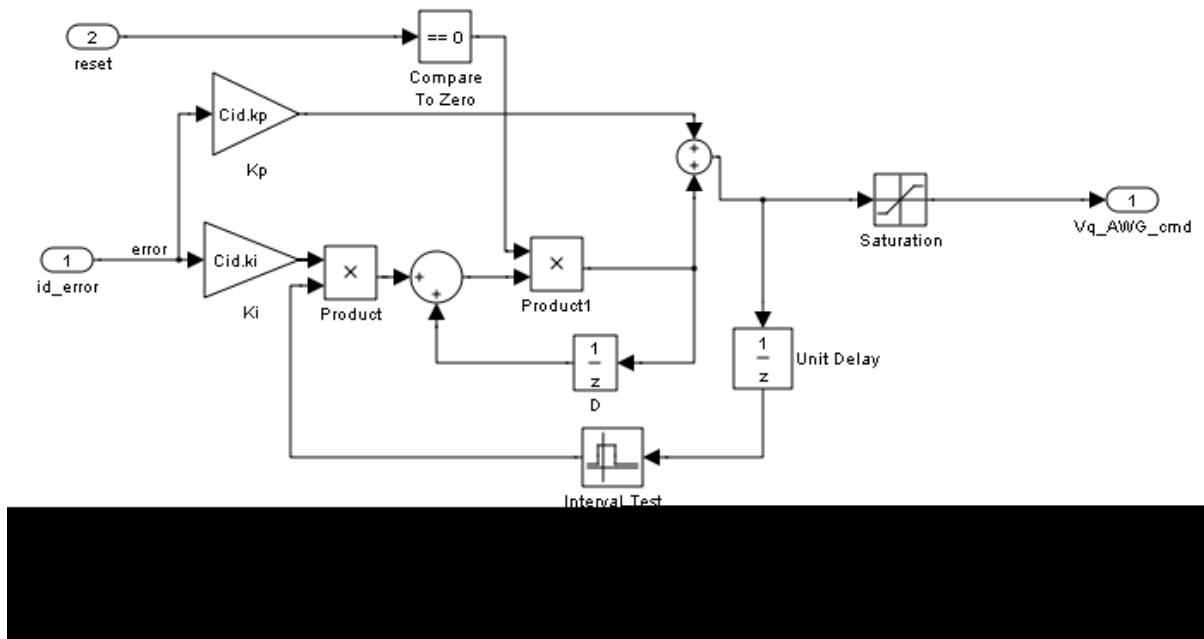 2
reset
== 0
Compare
To Zero
Cid.kp
Kp
+
+
1
id_error
error
Cid.ki
Ki
×
Product
+
+
×
Product1
1
z
D
Saturation
1
Vq_AWG_cmd
1
z
Unit Delay
Interval Test